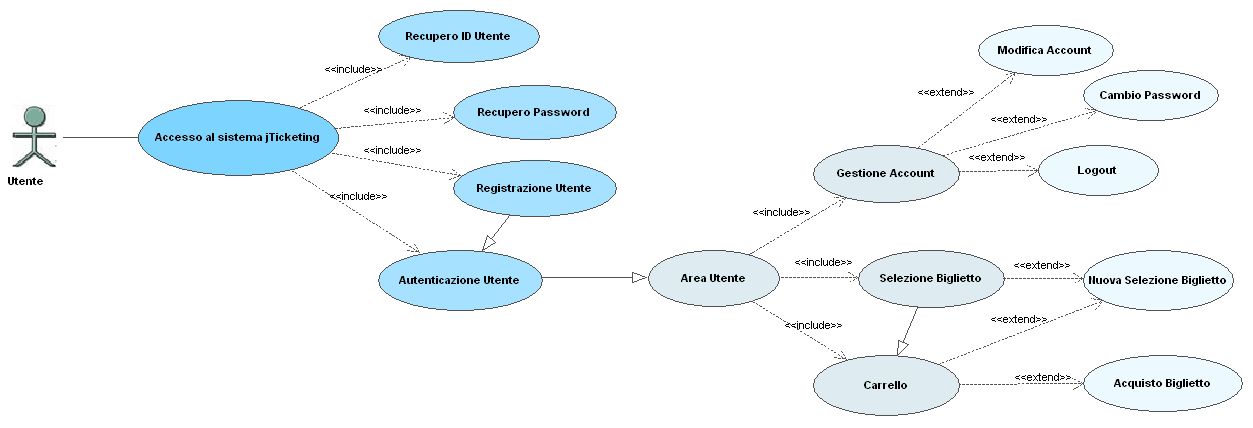 Recupero ID Utente
<<include>>
Recupero Password
<<include>>
Accesso al sistema jTicketing
<<include>>
Registrazione Utente
<<include>>
Utente
Autenticazione Utente
Modifica Account
<<extend>>
Cambio Password
<<extend>>
<<extend>>
Gestione Account
Logout
<<include>>
Area Utente
<<include>>
Selezione Biglietto
<<extend>>
Nuova Selezione Biglietto
<<include>>
<<extend>>
Carrello
<<extend>>
Acquisto Biglietto